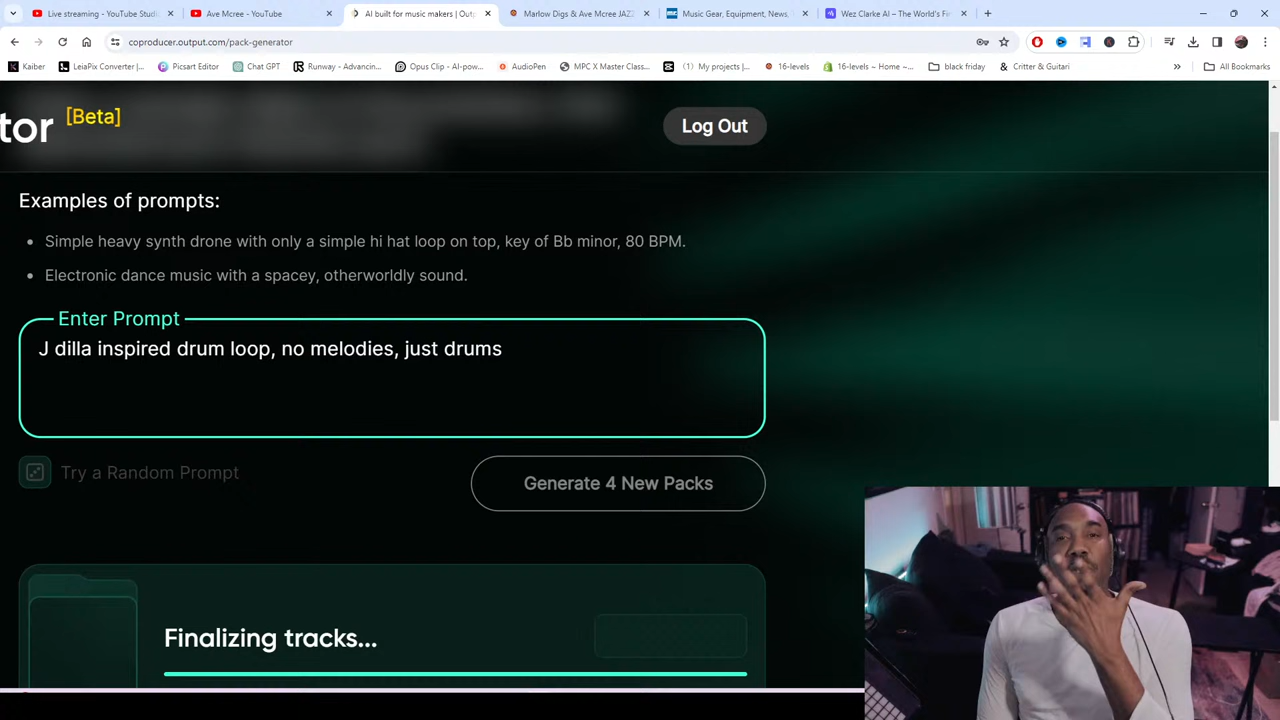 Live streaming - YouTube Studi
Ave Mcree - YouTube
AI built for music makers | Outp
Marlow Digs & Ave Mcree JAZZ
Music Gear, Equipment, News,
Wez Clarke AI – The World's Fi
coproducer.output.com/pack-generator
Kaiber
LeiaPix Converter |...
Picsart Editor
Chat GPT
Runway - Advancin...
Opus Clip - AI-pow...
AudioPen
MPC X Master Class...
(1) My projects |...
16-levels
16-levels ~ Home ~...
black friday
Critter & Guitari
»
All Bookmarks
tor [Beta]
Log Out
Examples of prompts:
• Simple heavy synth drone with only a simple hi hat loop on top, key of Bb minor, 80 BPM.
• Electronic dance music with a spacey, otherworldly sound.
Enter Prompt
J dilla inspired drum loop, no melodies, just drums
Try a Random Prompt
Generate 4 New Packs
Finalizing tracks...